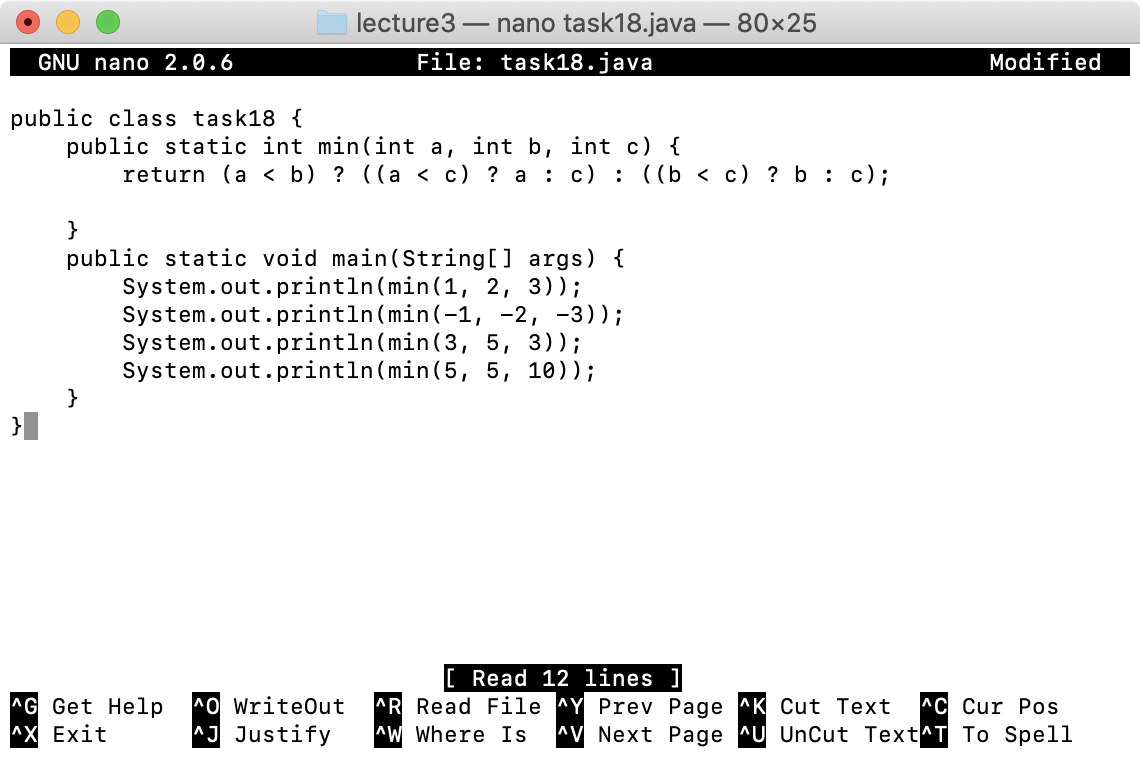 lecture3 — nano task18.java — 80×25
GNU nano 2.0.6 File: task18.java Modified
public class task18 {
    public static int min(int a, int b, int c) {
        return (a < b) ? ((a < c) ? a : c) : ((b < c) ? b : c);
    }
    public static void main(String[] args) {
        System.out.println(min(1, 2, 3));
        System.out.println(min(-1, -2, -3));
        System.out.println(min(3, 5, 3));
        System.out.println(min(5, 5, 10));
    }
}
[ Read 12 lines ]
^G Get Help ^O WriteOut ^R Read File ^Y Prev Page ^K Cut Text ^C Cur Pos
^X Exit ^J Justify ^W Where Is ^V Next Page ^U UnCut Text ^T To Spell